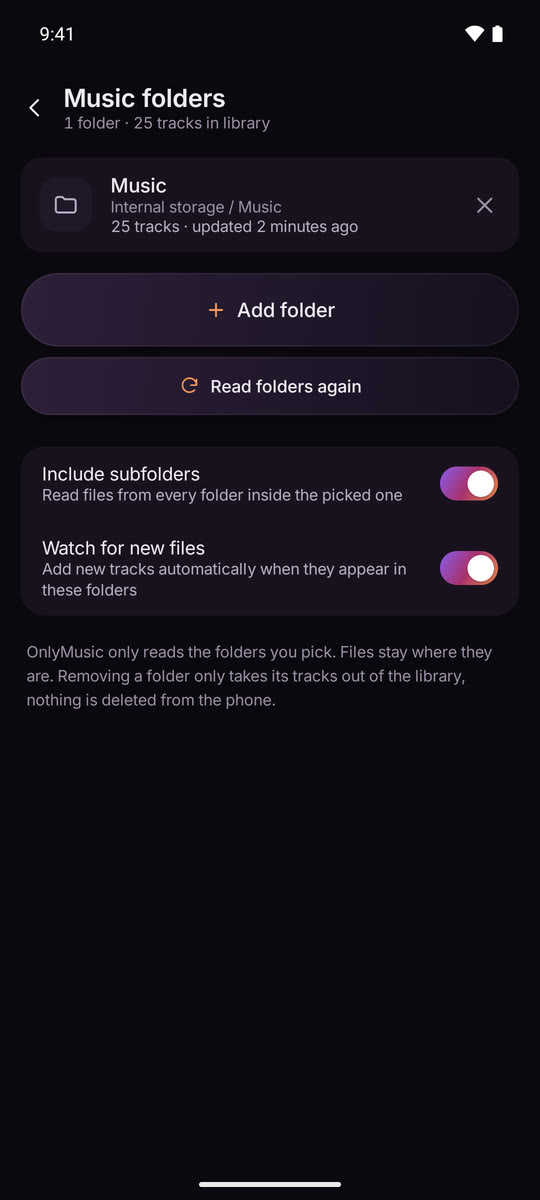 9:41
Music folders
1 folder · 25 tracks in library
Music
Internal storage / Music
25 tracks · updated 2 minutes ago
Add folder
Read folders again
Include subfolders
Read files from every folder inside the picked one
Watch for new files
Add new tracks automatically when they appear in
these folders
OnlyMusic only reads the folders you pick. Files stay where they
are. Removing a folder only takes its tracks out of the library,
nothing is deleted from the phone.